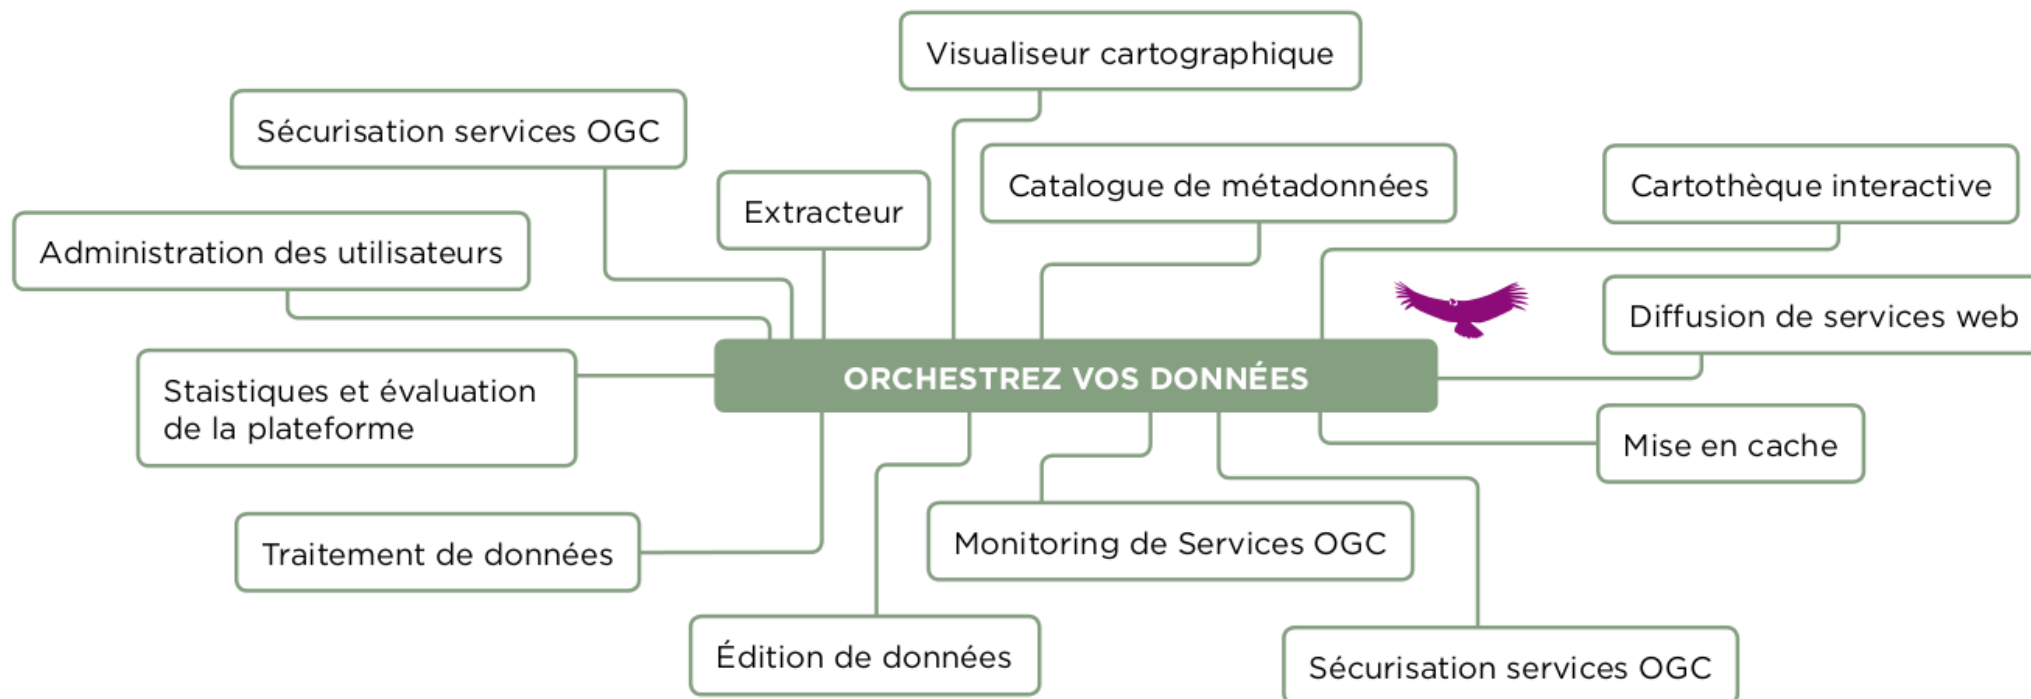 Visualiseur cartographique
Sécurisation services OGC
Extracteur
Catalogue de métadonnées
Cartothèque interactive
Administration des utilisateurs
Diffusion de services web
ORCHESTREZ VOS DONNÉES
Staistiques et évaluation
de la plateforme
Mise en cache
Traitement de données
Monitoring de Services OGC
Édition de données
Sécurisation services OGC